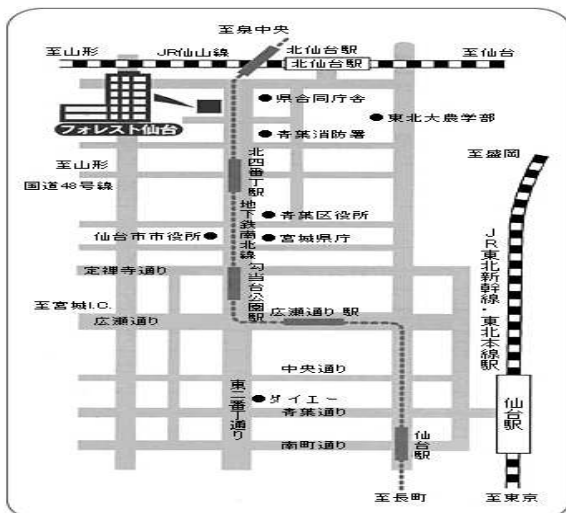 至泉中央
至山形
JR仙山線
北仙台駅
至仙台
北仙台駅
県合同庁舎
東北大農学部
フォレスト仙台
青葉消防署
至盛岡
至山形
北四番丁駅
国道48号線
地下鉄南北線
青葉区役所
仙台市市役所
宮城県庁
JR東北新幹線・東北本線駅
定禅寺通り
勾当台公園駅
至宮城I.C.
広瀬通り
広瀬通り駅
中央通り
東二番丁通り
ダイエー
青葉通り
仙台駅
仙台駅
南町通り
至長町
至東京